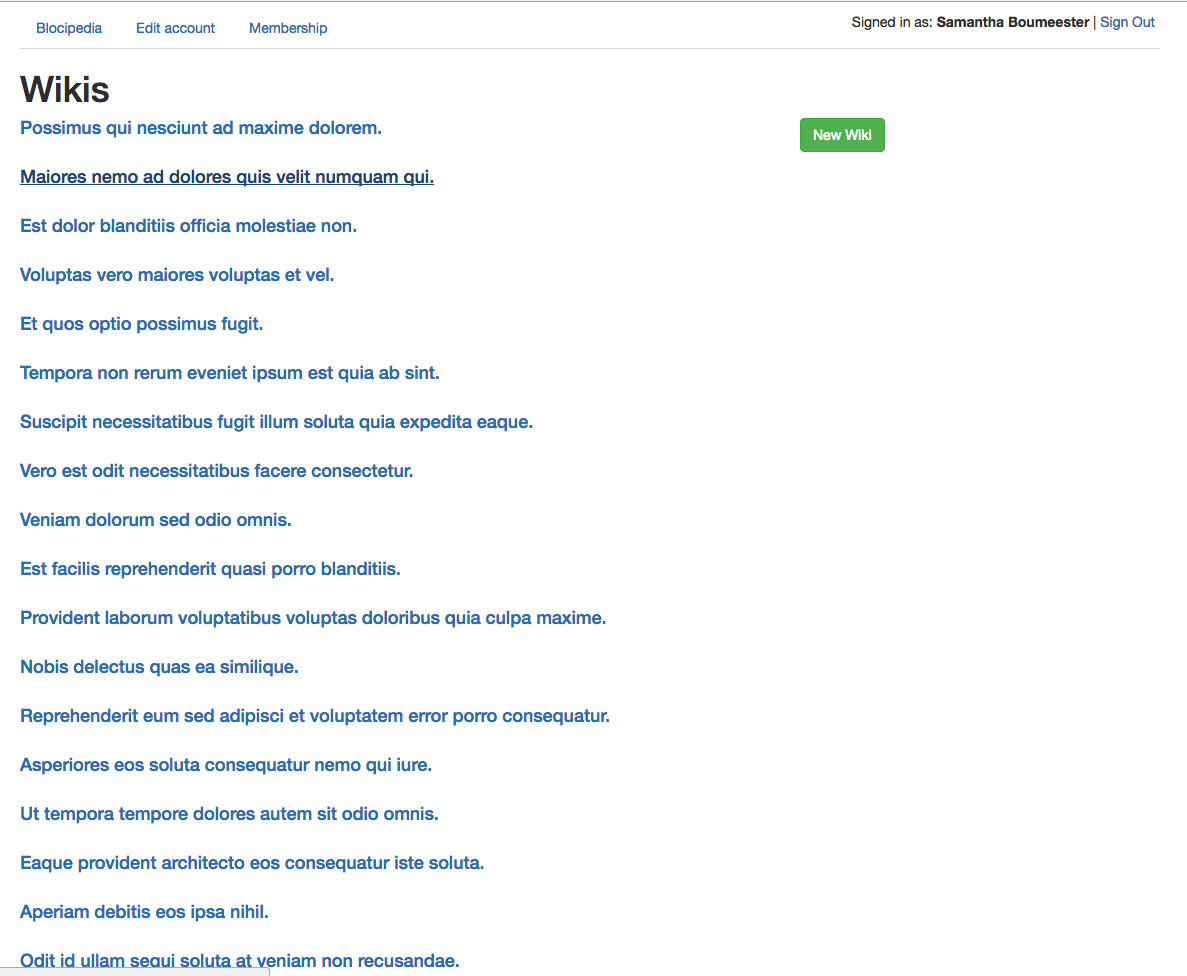 Blocipedia Edit account Membership Signed in as: Samantha Boumeester | Sign Out
Wikis
Possimus qui nesciunt ad maxime dolorem.
New Wiki
Maiores nemo ad dolores quis velit numquam qui.
Est dolor blanditiis officia molestiae non.
Voluptas vero maiores voluptas et vel.
Et quos optio possimus fugit.
Tempora non rerum eveniet ipsum est quia ab sint.
Suscipit necessitatibus fugit illum soluta quia expedita eaque.
Vero est odit necessitatibus facere consectetur.
Veniam dolorum sed odio omnis.
Est facilis reprehenderit quasi porro blanditiis.
Provident laborum voluptatibus voluptas doloribus quia culpa maxime.
Nobis delectus quas ea similique.
Reprehenderit eum sed adipisci et voluptatem error porro consequatur.
Asperiores eos soluta consequatur nemo qui iure.
Ut tempora tempore dolores autem sit odio omnis.
Eaque provident architecto eos consequatur iste soluta.
Aperiam debitis eos ipsa nihil.
Odit id ullam sequi soluta at veniam non recusandae.